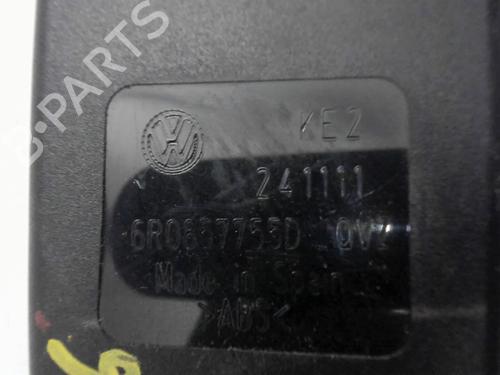 B-PARTS
KE2
241111
6R0857755D QVZ
Made in Spain
>ABS<